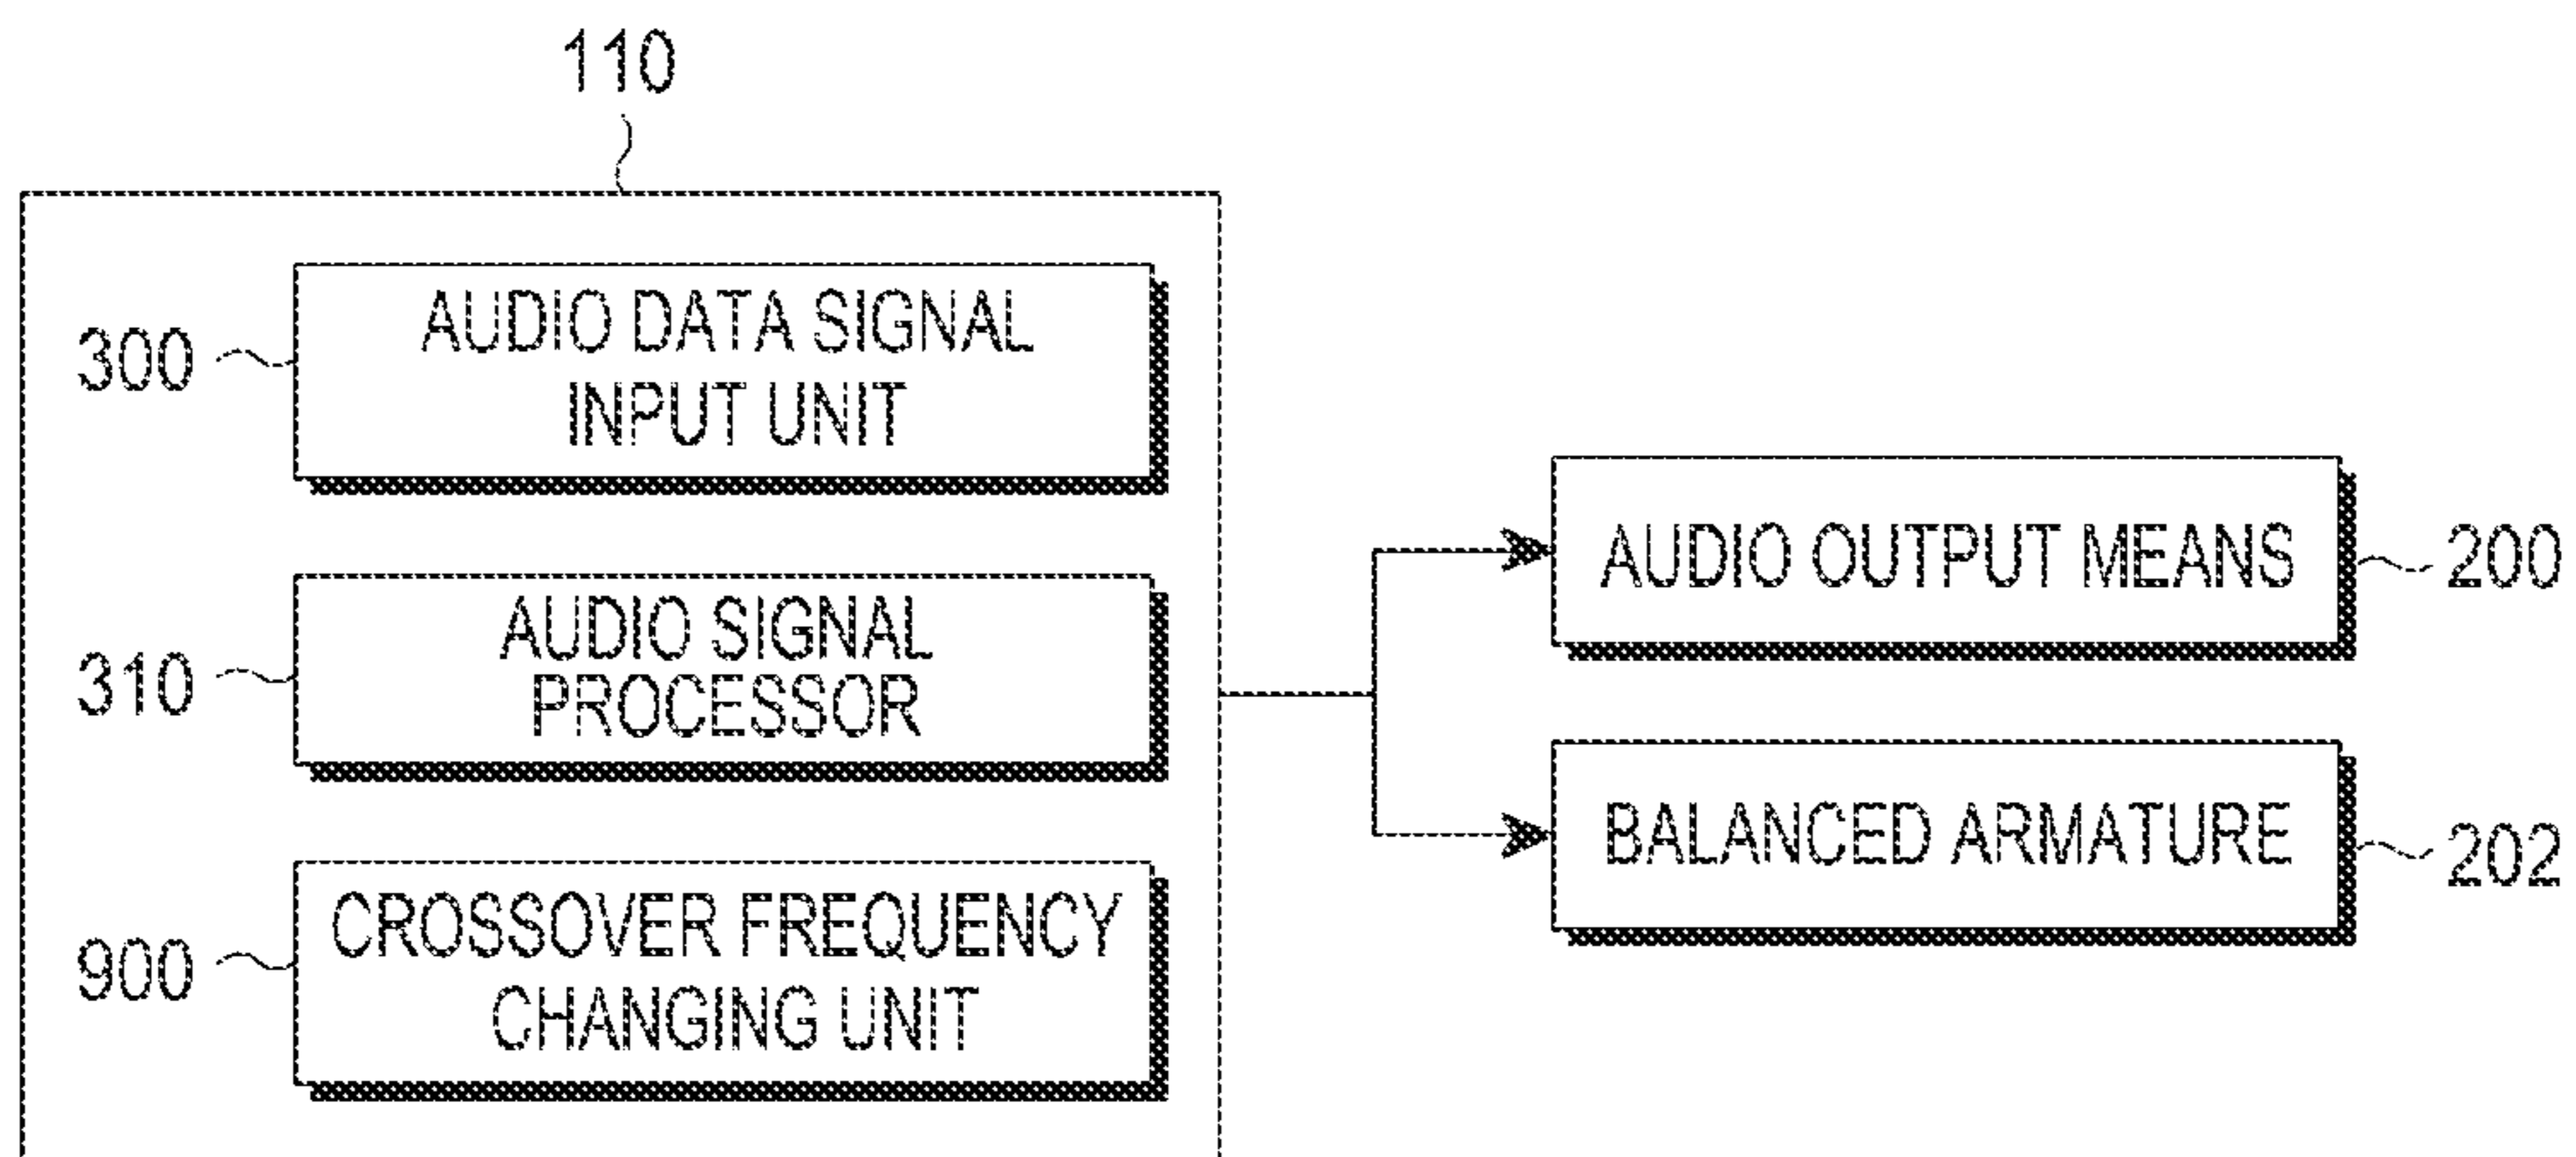 110
300
AUDIO DATA SIGNAL
INPUT UNIT
310
AUDIO SIGNAL
PROCESSOR
900
CROSSOVER FREQUENCY
CHANGING UNIT
AUDIO OUTPUT MEANS
200
BALANCED ARMATURE
202